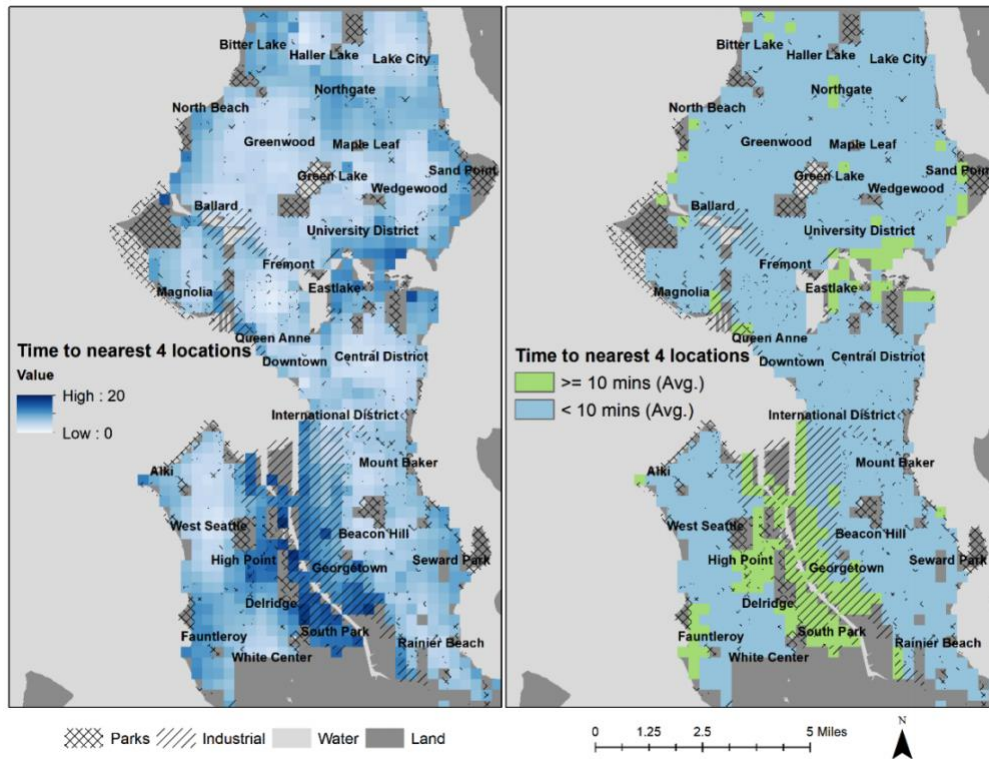 Bitter Lake
Haller Lake
Lake City
Northgate
North Beach
Greenwood
Maple Leaf
Green Lake
Sand Point
Wedgewood
Ballard
University District
Fremont
Eastlake
Magnolia
Queen Anne
Time to nearest 4 locations
Value
High : 20
Low : 0
Downtown
Central District
International District
Alki
Mount Baker
West Seattle
Beacon Hill
High Point
Georgetown
Seward Park
Delridge
South Park
Fauntleroy
Rainier Beach
White Center
Bitter Lake
Haller Lake
Lake City
Northgate
North Beach
Greenwood
Maple Leaf
Green Lake
Sand Point
Wedgewood
Ballard
University District
Fremont
Eastlake
Magnolia
Queen Anne
Time to nearest 4 locations
>= 10 mins (Avg.)
< 10 mins (Avg.)
Downtown
Central District
International District
Alki
Mount Baker
West Seattle
Beacon Hill
High Point
Georgetown
Seward Park
Delridge
South Park
Fauntleroy
Rainier Beach
White Center
Parks Industrial Water Land
0 1.25 2.5 5 Miles
N